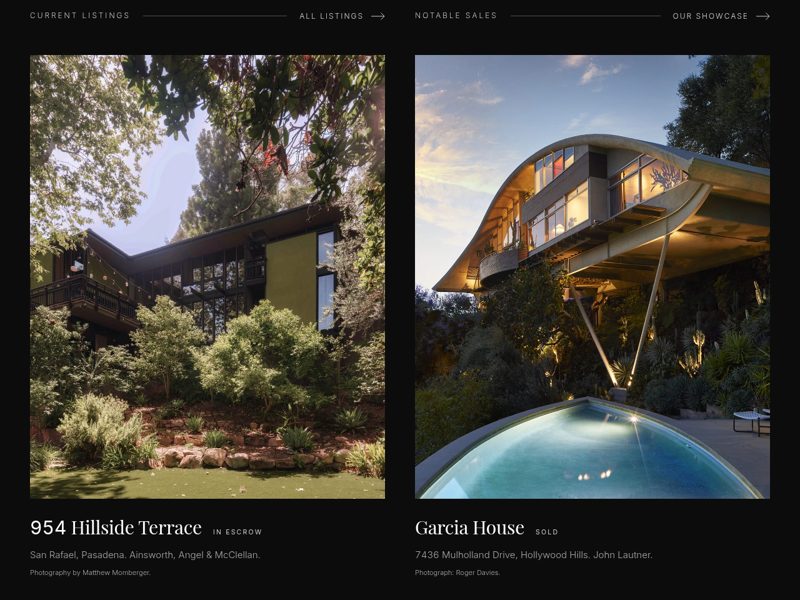 CURRENT LISTINGS
ALL LISTINGS
954 Hillside Terrace IN ESCROW
San Rafael, Pasadena. Ainsworth, Angel & McClellan.
Photography by Matthew Momberger.
NOTABLE SALES
OUR SHOWCASE
Garcia House SOLD
7436 Mulholland Drive, Hollywood Hills. John Lautner.
Photograph: Roger Davies.